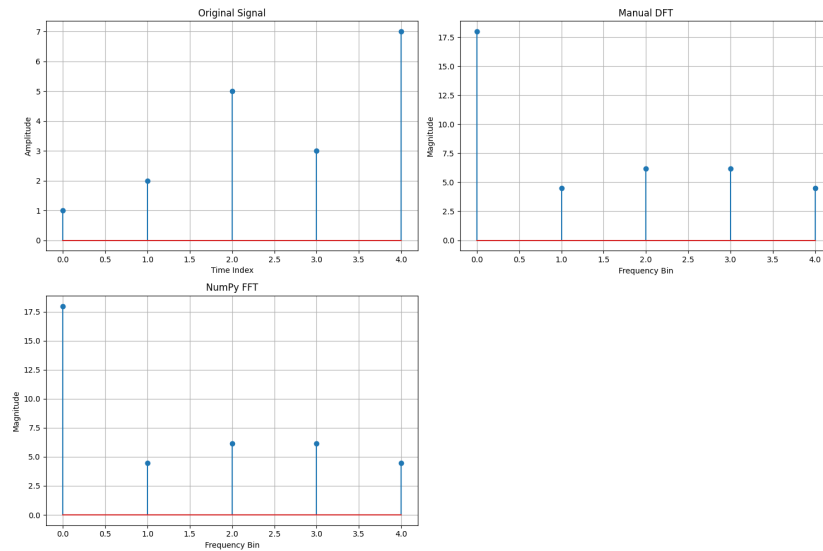 Original Signal
7
6
5
4
3
2
1
0
Amplitude
0.0 0.5 1.0 1.5 2.0 2.5 3.0 3.5 4.0
Time Index
Manual DFT
17.5
15.0
12.5
10.0
7.5
5.0
2.5
0.0
Magnitude
0.0 0.5 1.0 1.5 2.0 2.5 3.0 3.5 4.0
Frequency Bin
NumPy FFT
17.5
15.0
12.5
10.0
7.5
5.0
2.5
0.0
Magnitude
0.0 0.5 1.0 1.5 2.0 2.5 3.0 3.5 4.0
Frequency Bin